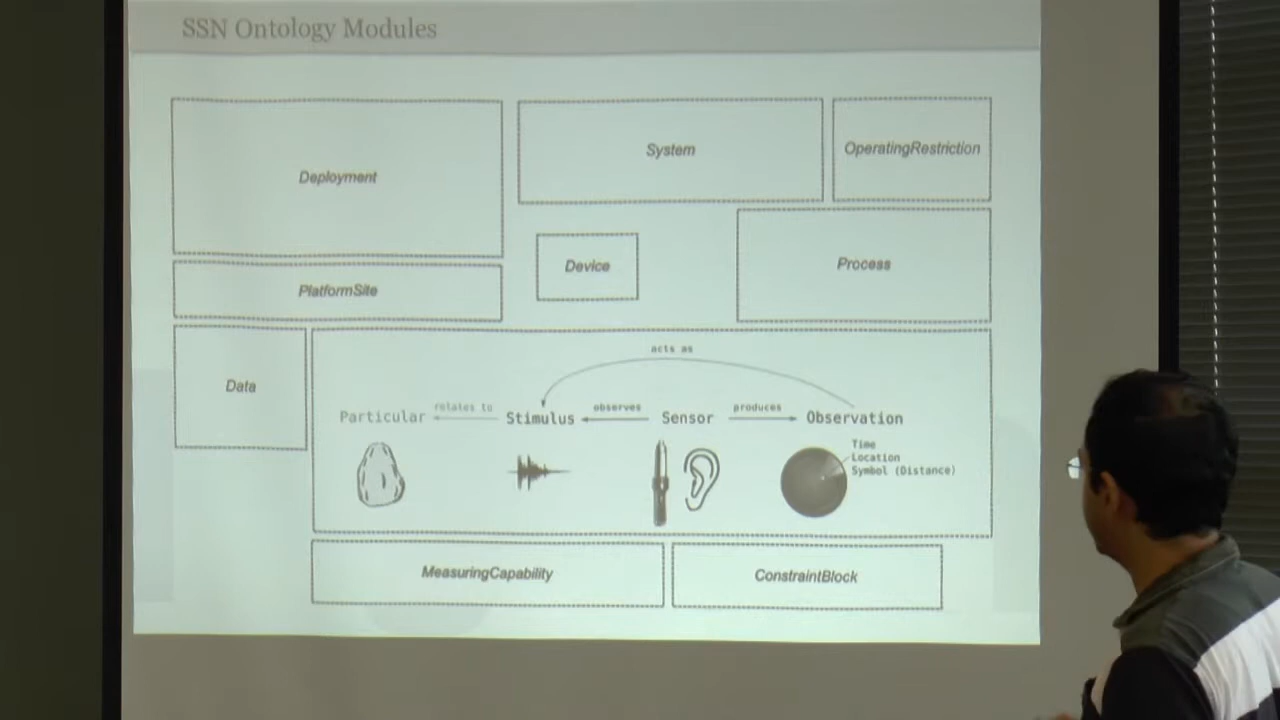 SSN Ontology Modules
Deployment
System
OperatingRestriction
PlatformSite
Device
Process
Data
acts as
Particular
relates to
Stimulus
observes
Sensor
produces
Observation
Time
Location
Symbol (Distance)
MeasuringCapability
ConstraintBlock